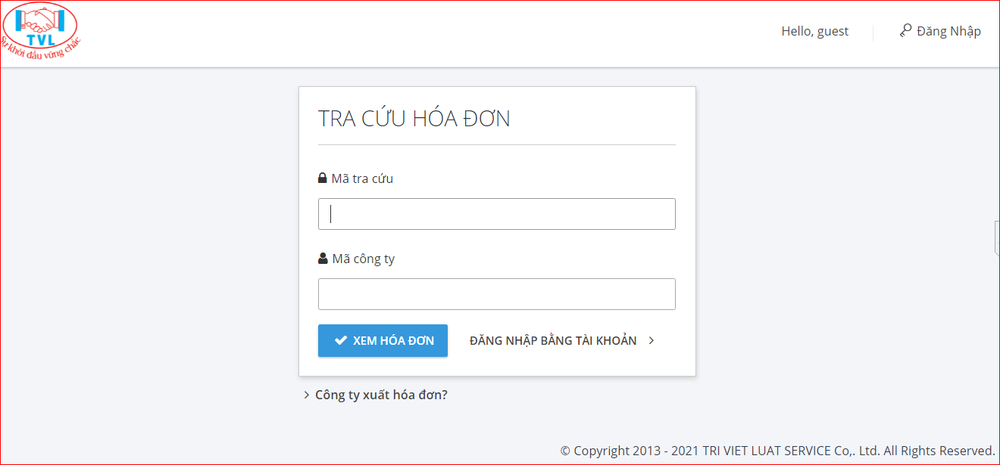 TVL
Sự khởi đầu vững chắc
Hello, guest
Đăng Nhập
TRA CỨU HÓA ĐƠN
Mã tra cứu
Mã công ty
XEM HÓA ĐƠN
ĐĂNG NHẬP BẰNG TÀI KHOẢN
Công ty xuất hóa đơn?
© Copyright 2013 - 2021 TRI VIET LUAT SERVICE Co,. Ltd. All Rights Reserved.